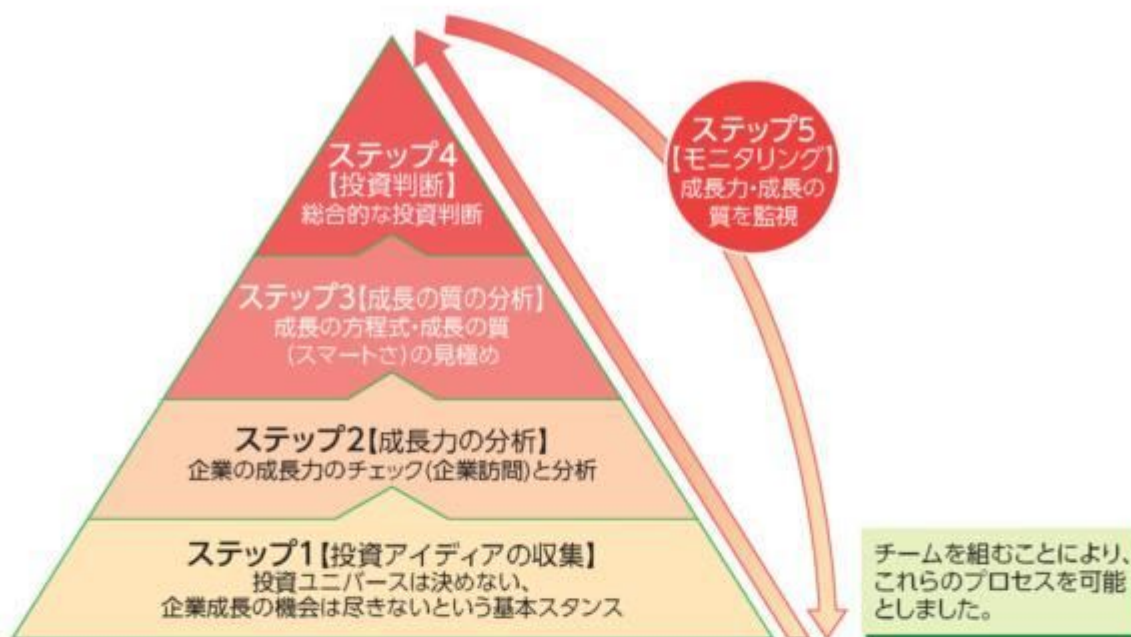 ステップ4
【投資判断】
総合的な投資判断
ステップ5
【モニタリング】
成長力・成長の
質を監視
ステップ3【成長の質の分析】
成長の方程式・成長の質
(スマートさ)の見極め
ステップ2【成長力の分析】
企業の成長力のチェック(企業訪問)と分析
ステップ1【投資アイディアの収集】
投資ユニバースは決めない、
企業成長の機会は尽きないという基本スタンス
チームを組むことにより、
これらのプロセスを可能
としました。